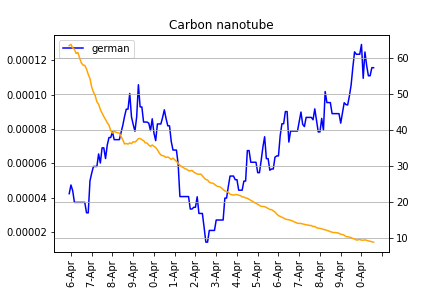 Carbon nanotube
german
0.00012
0.00010
0.00008
0.00006
0.00004
0.00002
60
50
40
30
20
10
6-Apr
7-Apr
8-Apr
9-Apr
0-Apr
1-Apr
2-Apr
3-Apr
4-Apr
5-Apr
6-Apr
7-Apr
8-Apr
9-Apr
0-Apr